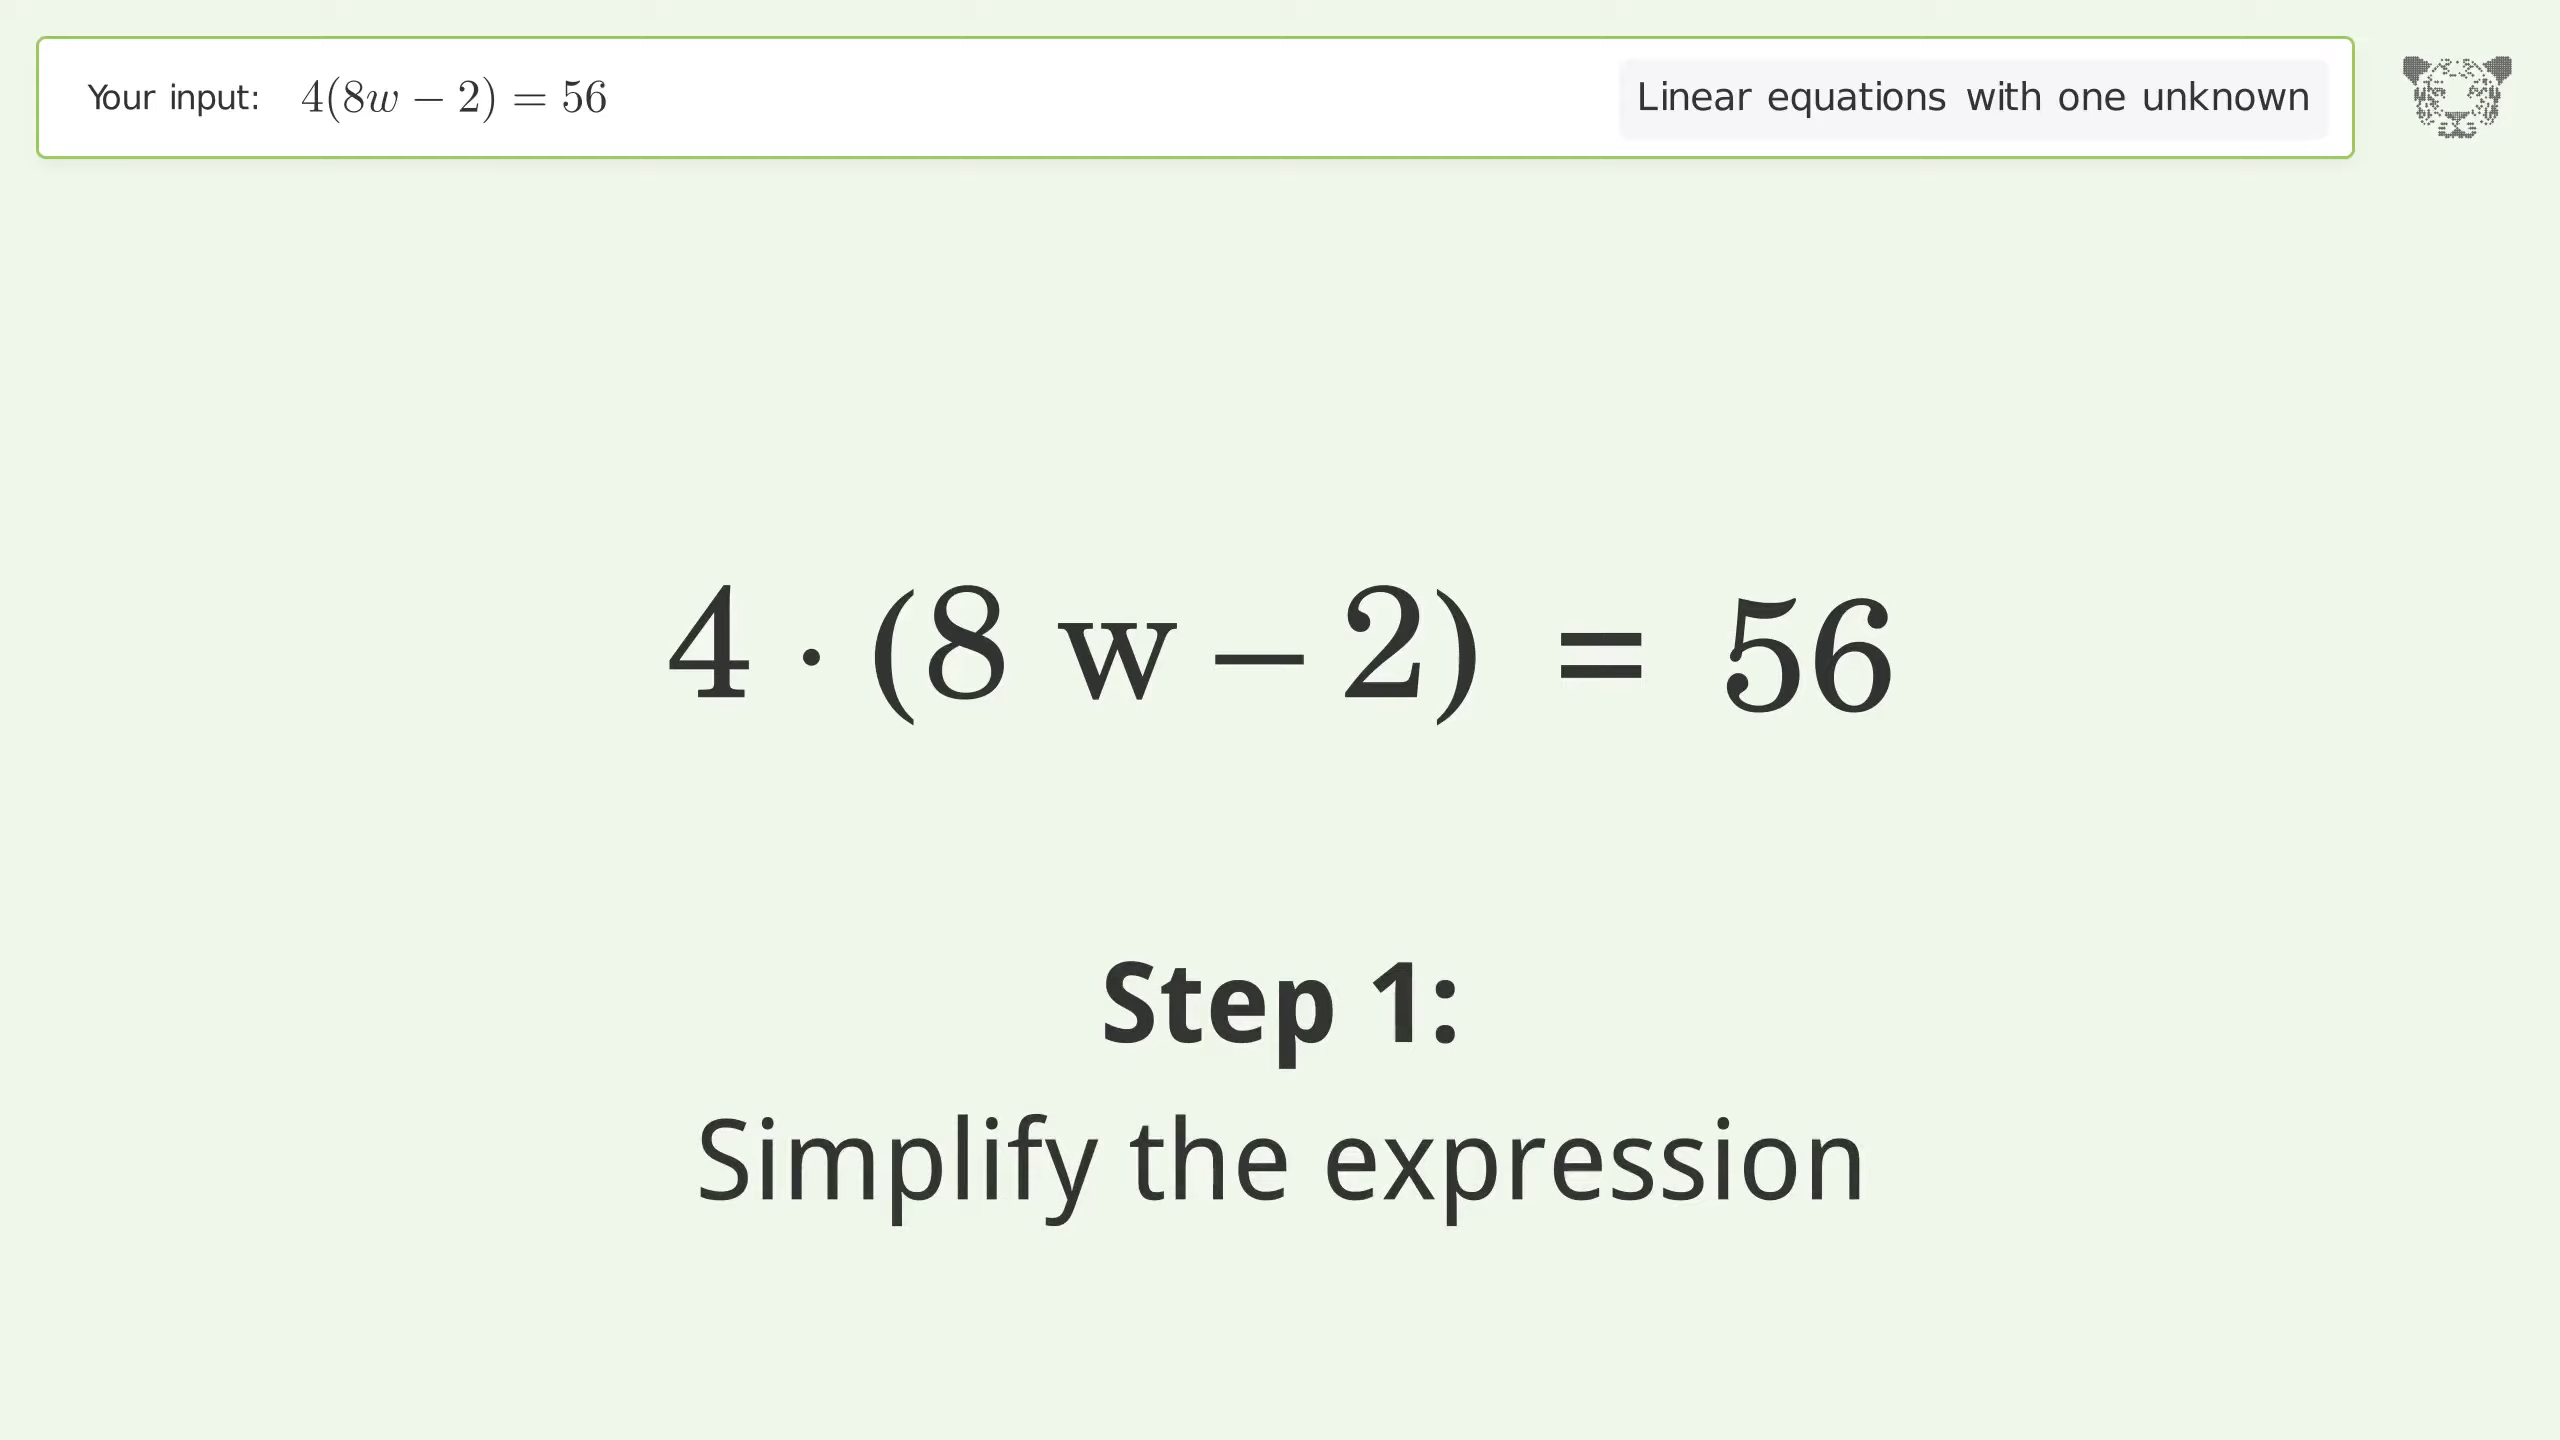 Your input: 4(8w − 2) = 56
Linear equations with one unknown
4 · (8 w − 2) = 56
Step 1:
Simplify the expression